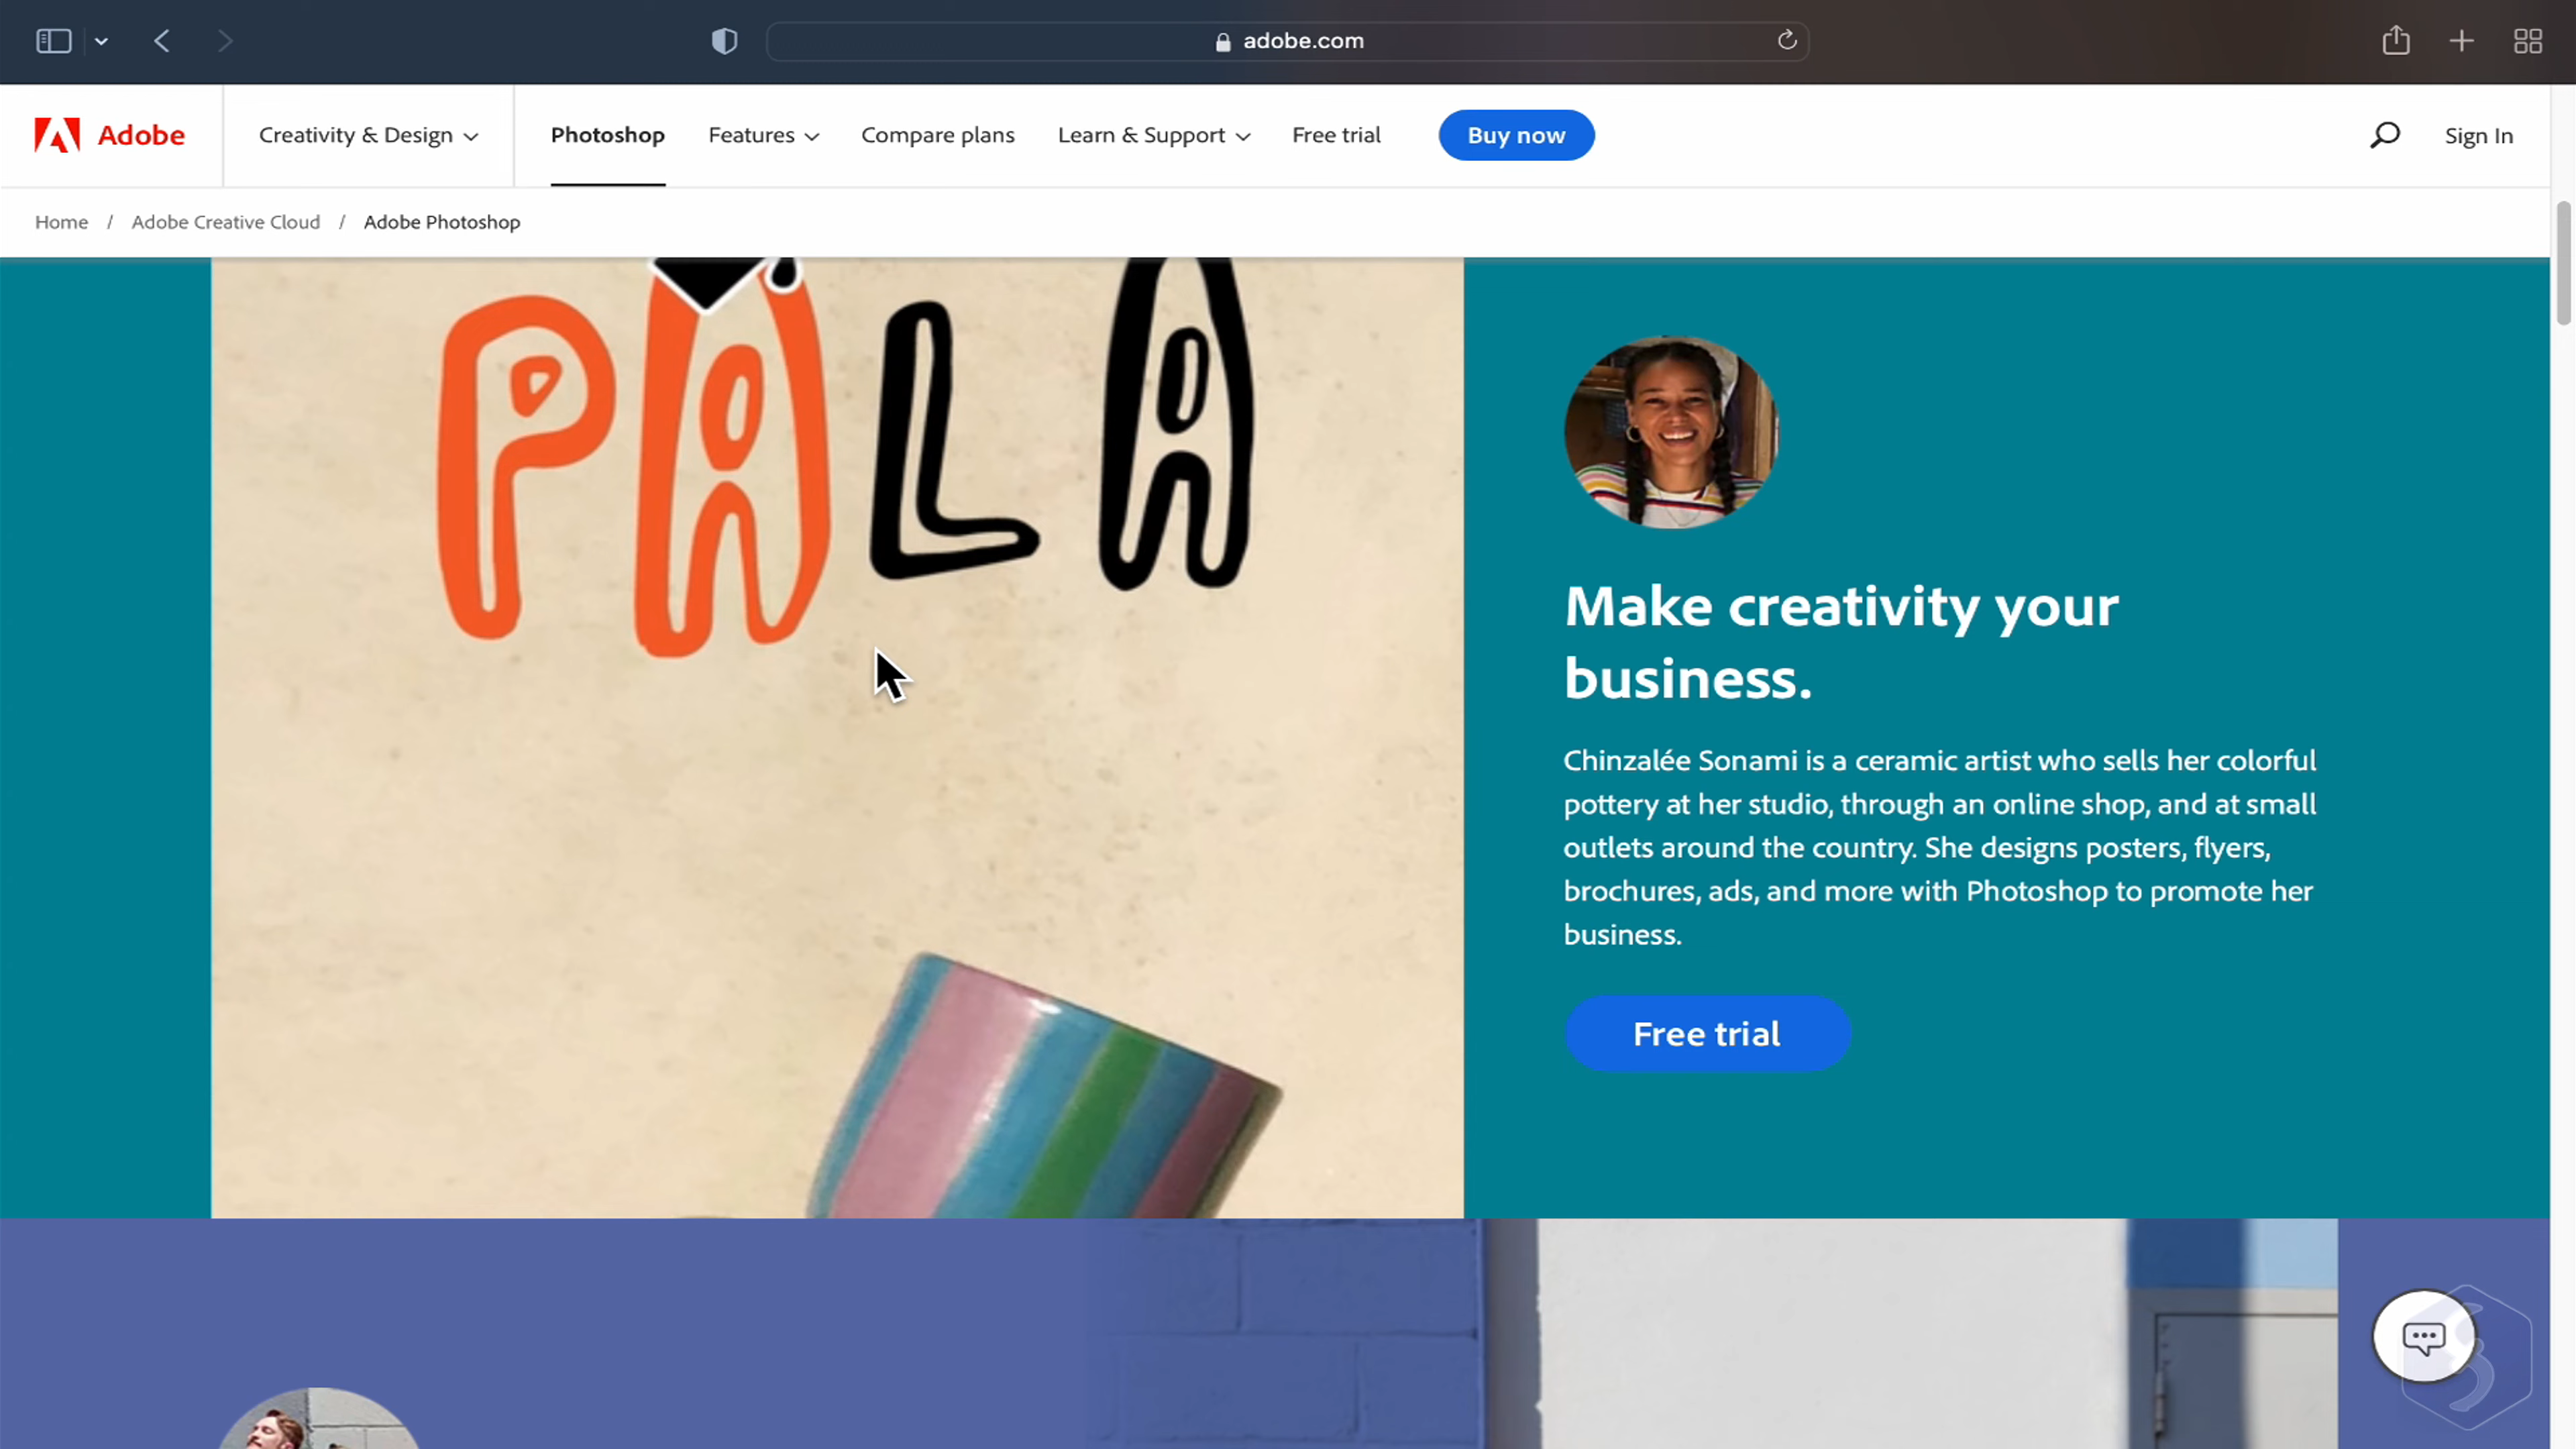 adobe.com
Adobe
Creativity & Design
Photoshop
Features
Compare plans
Learn & Support
Free trial
Buy now
Sign In
Home / Adobe Creative Cloud / Adobe Photoshop
PALA
Make creativity your
business.
Chinzalée Sonami is a ceramic artist who sells her colorful
pottery at her studio, through an online shop, and at small
outlets around the country. She designs posters, flyers,
brochures, ads, and more with Photoshop to promote her
business.
Free trial